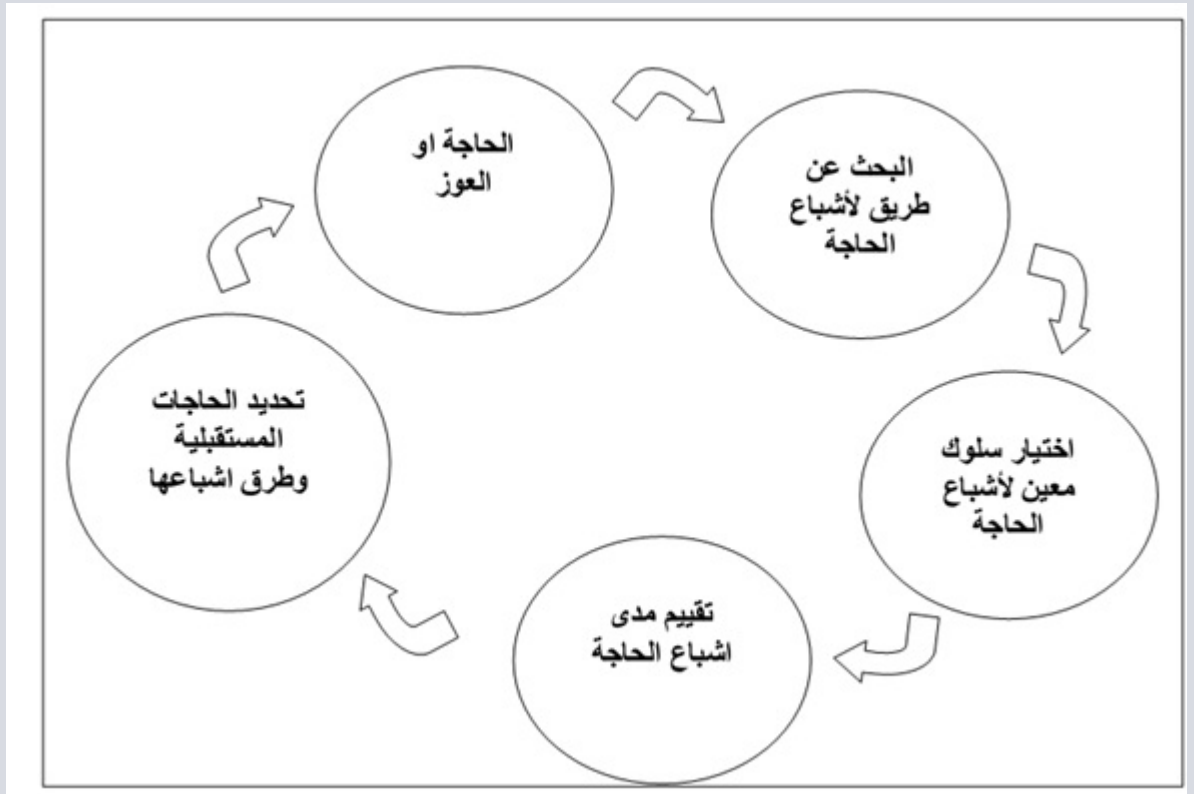 الحاجة او
العوز
البحث عن
طريق لأشباع
الحاجة
اختيار سلوك
معين لأشباع
الحاجة
تقييم مدى
اشباع الحاجة
تحديد الحاجات
المستقبلية
وطرق اشباعها